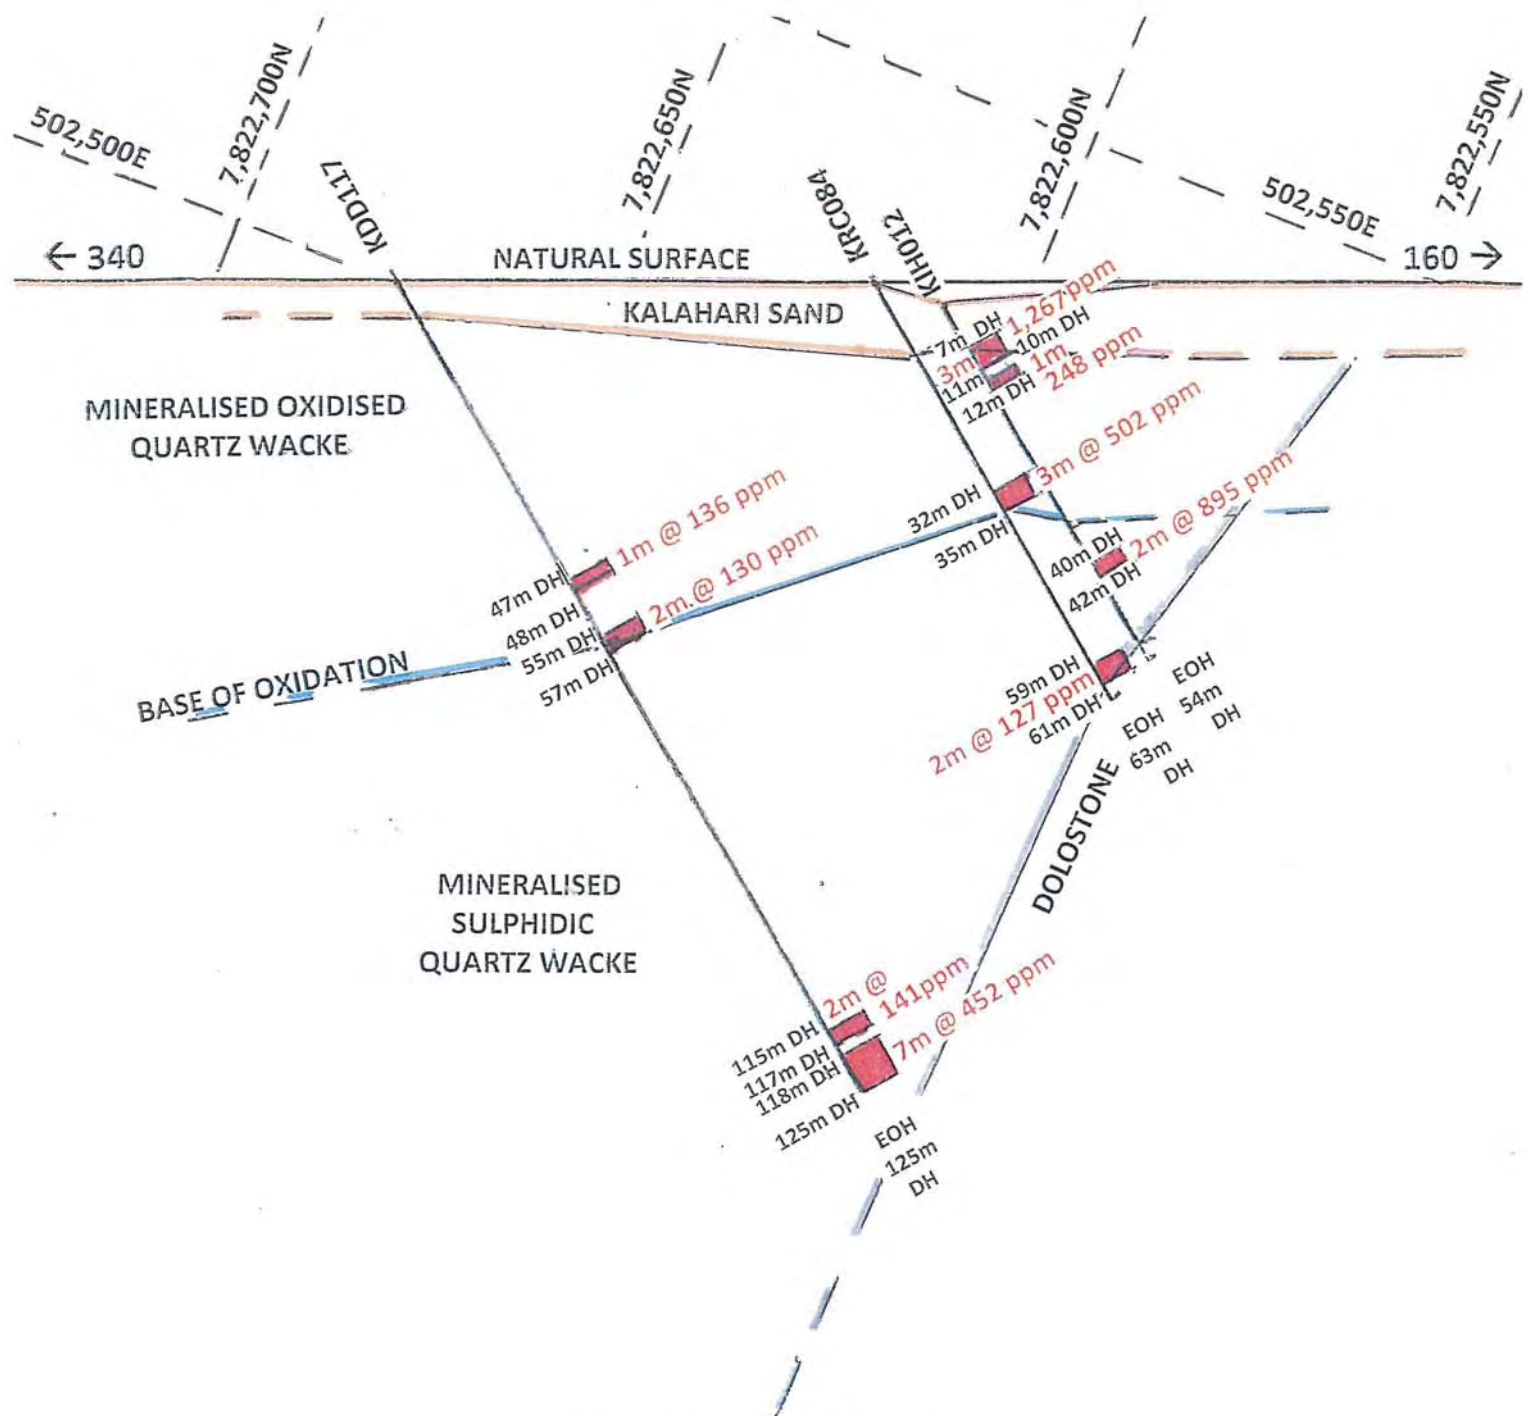 502,500E
7,822,700N
7,822,650N
7,822,600N
502,550E
7,822,550N
KDD117
KRC084
KIH012
← 340
NATURAL SURFACE
160 →
KALAHARI SAND
7m DH
1,267ppm
10m DH
3m
1m
248 ppm
11m
12m DH
MINERALISED OXIDISED
QUARTZ WACKE
32m DH
3m @ 502 ppm
35m DH
40m DH
2m @ 895 ppm
42m DH
47m DH
1m @ 136 ppm
48m DH
55m DH
2m @ 130 ppm
57m DH
BASE OF OXIDATION
59m DH
2m @ 127 ppm
61m DH
EOH
54m
DH
EOH
63m
DH
DOLOSTONE
MINERALISED
SULPHIDIC
QUARTZ WACKE
2m @
141ppm
115m DH
117m DH
7m @ 452 ppm
118m DH
125m DH
EOH
125m
DH